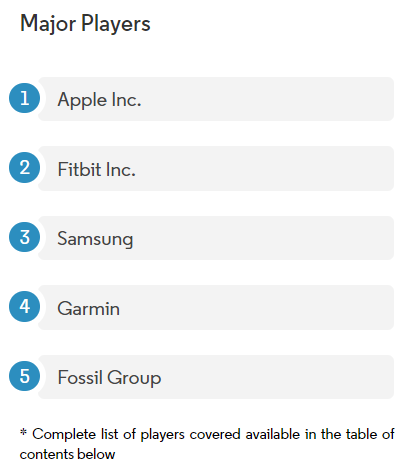 Major Players
1 Apple Inc.
2 Fitbit Inc.
3 Samsung
4 Garmin
5 Fossil Group
* Complete list of players covered available in the table of
contents below